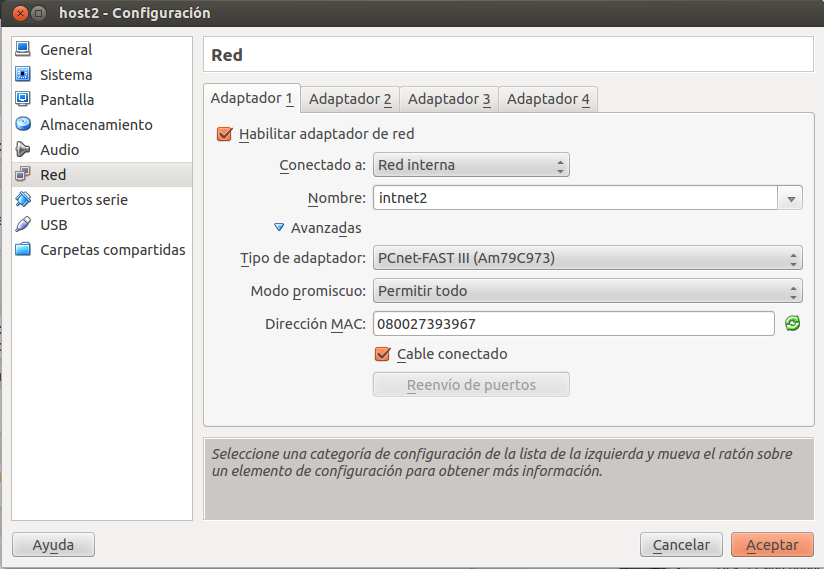 host2 - Configuración
General
Sistema
Pantalla
Almacenamiento
Audio
Red
Puertos serie
USB
Carpetas compartidas
Red
Adaptador 1 Adaptador 2 Adaptador 3 Adaptador 4
Habilitar adaptador de red
Conectado a: Red interna
Nombre: intnet2
Avanzadas
Tipo de adaptador: PCnet-FAST III (Am79C973)
Modo promiscuo: Permitir todo
Dirección MAC: 080027393967
Cable conectado
Reenvío de puertos
Seleccione una categoría de configuración de la lista de la izquierda y mueva el ratón sobre
un elemento de configuración para obtener más información.
Ayuda Cancelar Aceptar